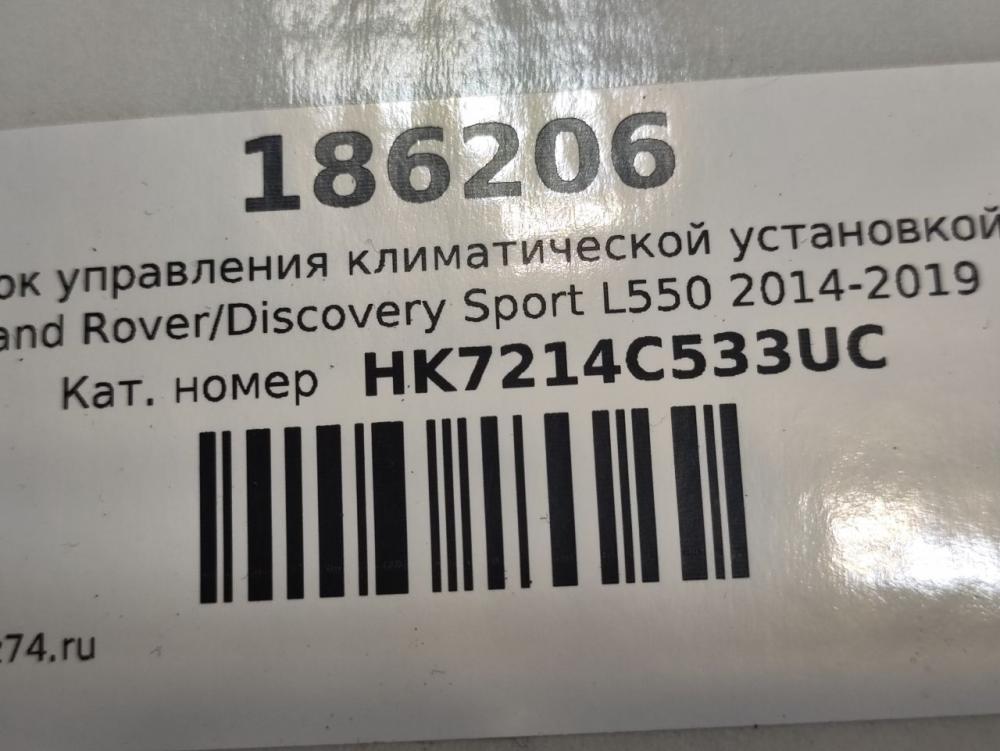 186206
ок управления климатической установкой
and Rover/Discovery Sport L550 2014-2019
Кат. номер HK7214C533UC
74.ru